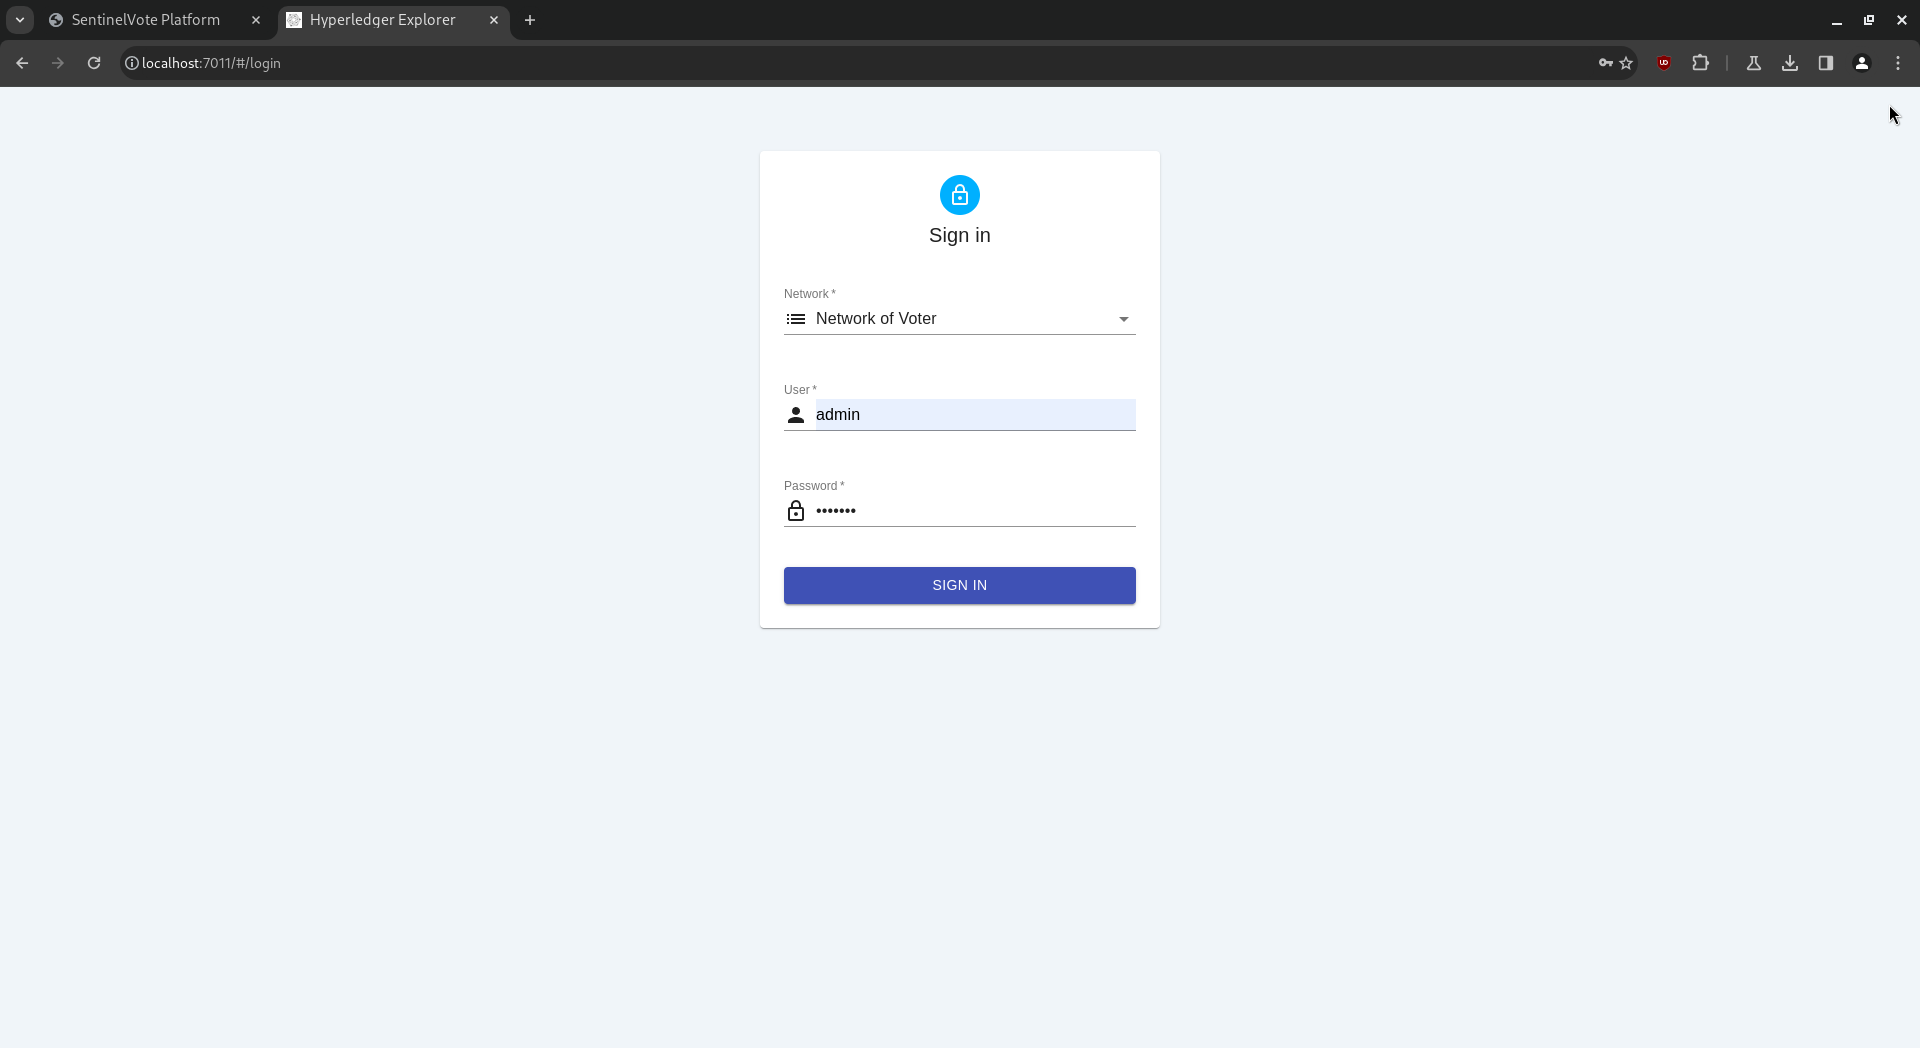 SentinelVote Platform
Hyperledger Explorer
localhost:7011/#/login
Sign in
Network *
Network of Voter
User *
admin
Password *
•••••••
SIGN IN